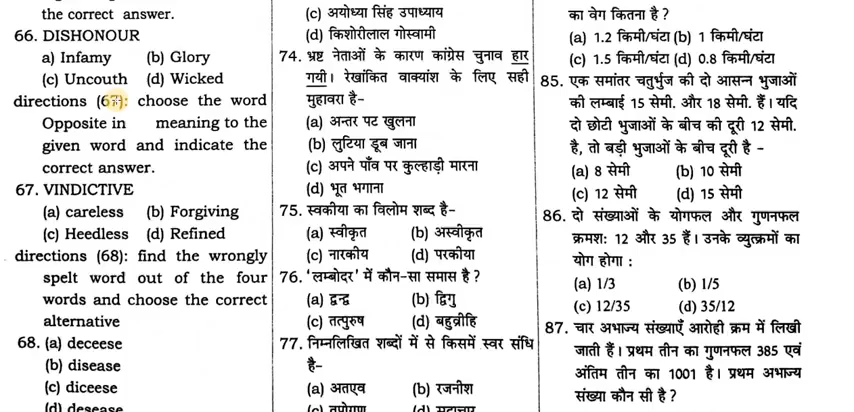 the correct answer.
66. DISHONOUR
a) Infamy (b) Glory
(c) Uncouth (d) Wicked
directions (67): choose the word
Opposite in meaning to the
given word and indicate the
correct answer.
67. VINDICTIVE
(a) careless (b) Forgiving
(c) Heedless (d) Refined
directions (68): find the wrongly
spelt word out of the four
words and choose the correct
alternative
68. (a) deceese
(b) disease
(c) diceese
(d) desease
(c) अयोध्या सिंह उपाध्याय
(d) किशोरीलाल गोस्वामी
74. भ्रष्ट नेताओं के कारण कांग्रेस चुनाव हार
गयी। रेखांकित वाक्यांश के लिए सही
मुहावरा है-
(a) अन्तर पट खुलना
(b) लुटिया डूब जाना
(c) अपने पाँव पर कुल्हाड़ी मारना
(d) भूत भगाना
75. स्वकीया का विलोम शब्द है-
(a) स्वीकृत (b) अस्वीकृत
(c) नारकीय (d) परकीया
76. 'लम्बोदर' में कौन-सा समास है ?
(a) द्वन्द्व (b) द्विगु
(c) तत्पुरुष (d) बहुव्रीहि
77. निम्नलिखित शब्दों में से किसमें स्वर संधि
है-
(a) अतएव (b) रजनीश
(c) तपोगण (d) सदाचार
का वेग कितना है ?
(a) 1.2 किमी/घंटा (b) 1 किमी/घंटा
(c) 1.5 किमी/घंटा (d) 0.8 किमी/घंटा
85. एक समांतर चतुर्भुज की दो आसन्न भुजाओं
की लम्बाई 15 सेमी. और 18 सेमी. हैं। यदि
दो छोटी भुजाओं के बीच की दूरी 12 सेमी.
है, तो बड़ी भुजाओं के बीच दूरी है -
(a) 8 सेमी (b) 10 सेमी
(c) 12 सेमी (d) 15 सेमी
86. दो संख्याओं के योगफल और गुणनफल
क्रमशः 12 और 35 हैं। उनके व्युत्क्रमों का
योग होगा :
(a) 1/3 (b) 1/5
(c) 12/35 (d) 35/12
87. चार अभाज्य संख्याएँ आरोही क्रम में लिखी
जाती हैं। प्रथम तीन का गुणनफल 385 एवं
अंतिम तीन का 1001 है। प्रथम अभाज्य
संख्या कौन सी है ?